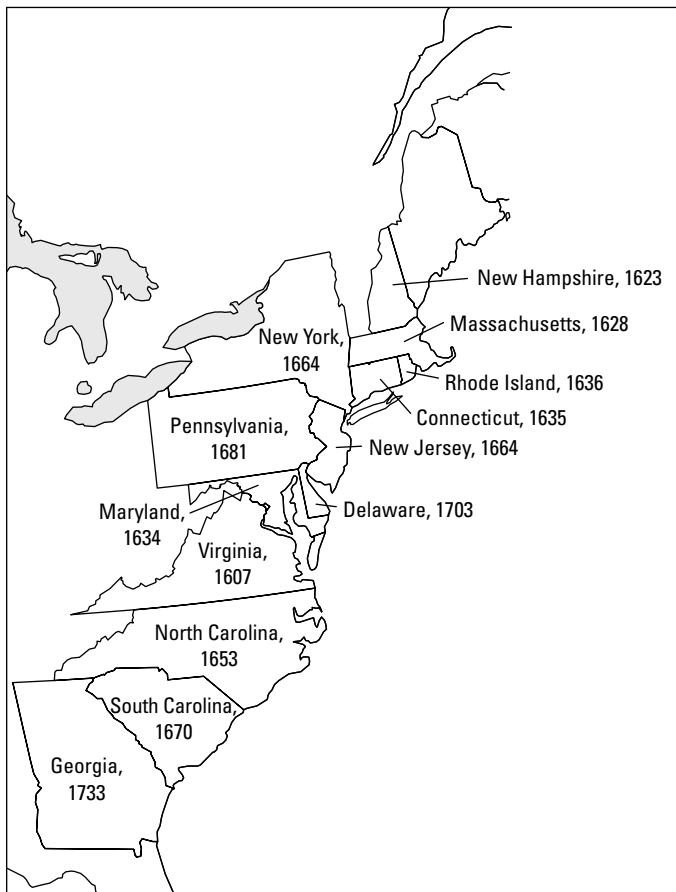 New Hampshire, 1623
Massachusetts, 1628
New York,
1664
Rhode Island, 1636
Connecticut, 1635
Pennsylvania,
1681
New Jersey, 1664
Maryland,
1634
Delaware, 1703
Virginia,
1607
North Carolina,
1653
South Carolina,
1670
Georgia,
1733